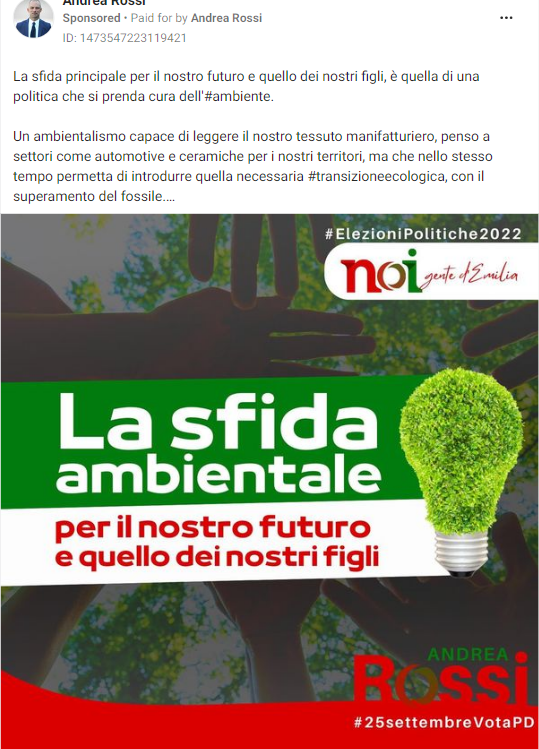 Andrea Rossi
Sponsored • Paid for by Andrea Rossi
ID: 1473547223119421
La sfida principale per il nostro futuro e quello dei nostri figli, è quella di una
politica che si prenda cura dell'#ambiente.
Un ambientalismo capace di leggere il nostro tessuto manifatturiero, penso a
settori come automotive e ceramiche per i nostri territori, ma che nello stesso
tempo permetta di introdurre quella necessaria #transizioneecologica, con il
superamento del fossile....
#ElezioniPolitiche2022
noi gente d'Emilia
La sfida
ambientale
per il nostro futuro
e quello dei nostri figli
ANDREA
Rossi
#25settembreVotaPD